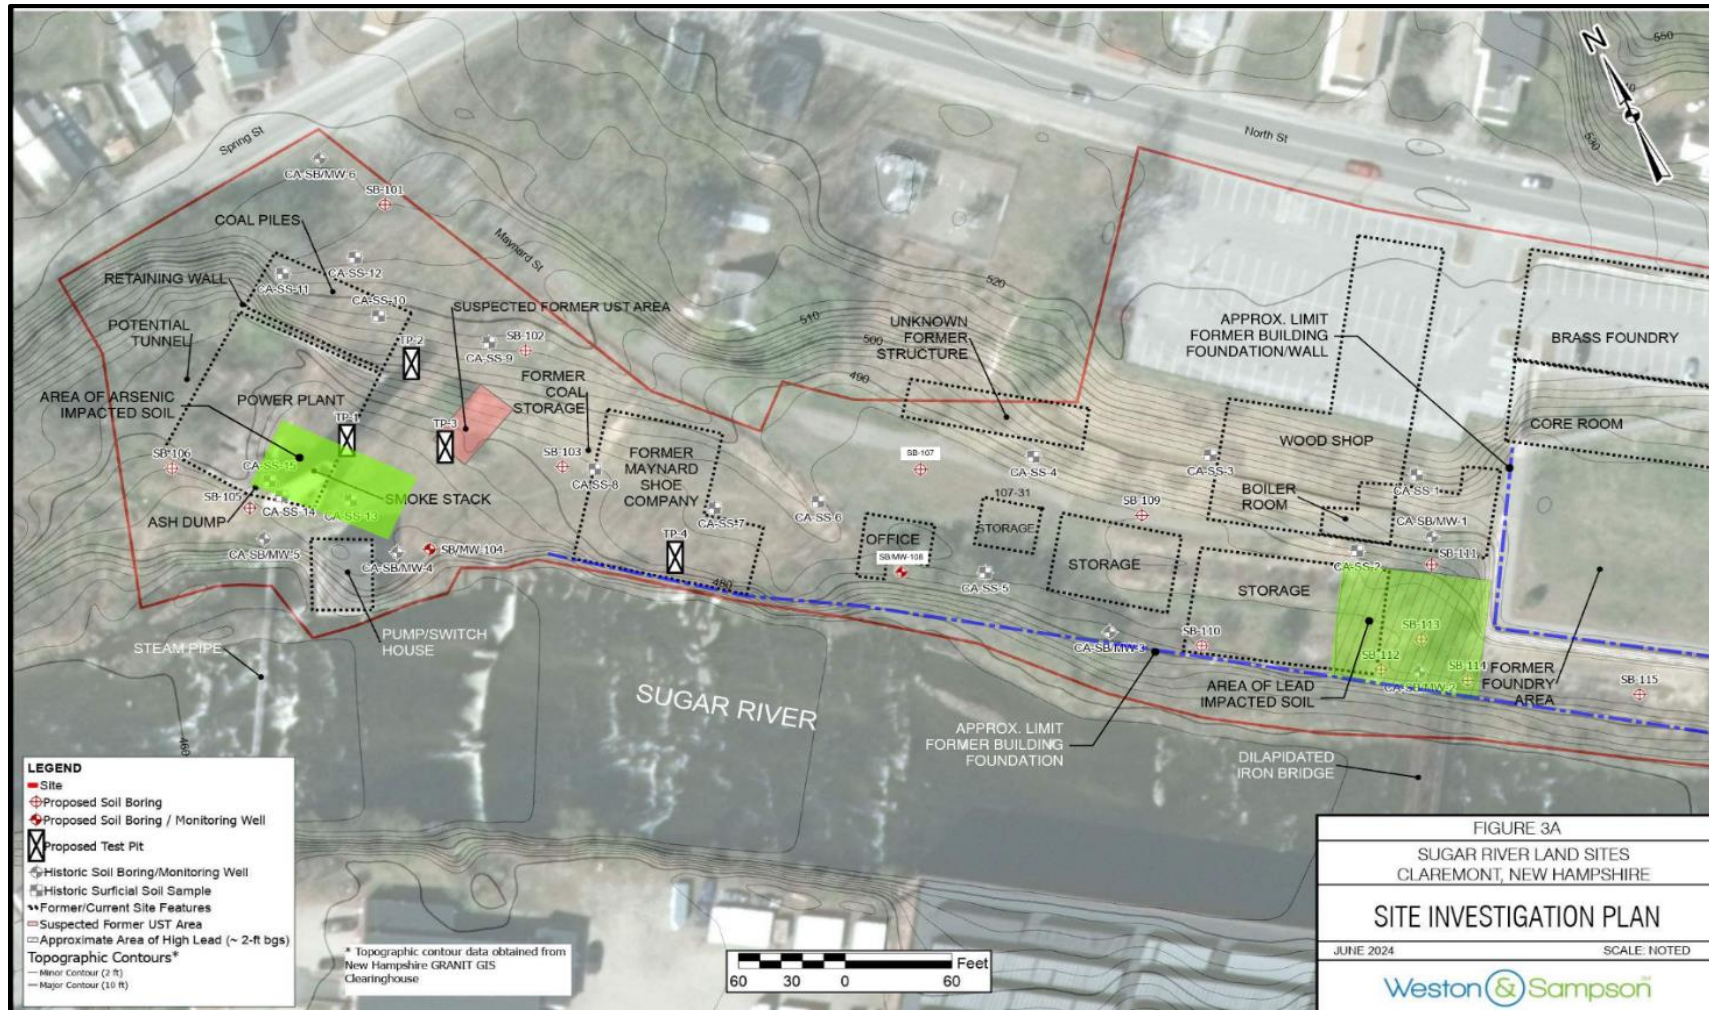 Spring St
CA-SB/MW-6
SB-101
COAL PILES
Maynard St
North St
N
550
530
RETAINING WALL
CA-SS-12
CA-SS-11
CA-SS-10
POTENTIAL
TUNNEL
SUSPECTED FORMER UST AREA
TP-2
SB-102
CA-SS-9
520
510
500
490
UNKNOWN
FORMER
STRUCTURE
APPROX. LIMIT
FORMER BUILDING
FOUNDATION/WALL
BRASS FOUNDRY
AREA OF ARSENIC
IMPACTED SOIL
POWER PLANT
TP-1
TP-3
FORMER
COAL
STORAGE
CORE ROOM
WOOD SHOP
SB-106
CA-SS-15
SB-103
CA-SS-8
FORMER
MAYNARD
SHOE
COMPANY
SB-107
CA-SS-4
CA-SS-3
CA-SS-1
SB-105
SMOKE STACK
ASH DUMP
CA-SS-14
CA-SS-13
CA-SS-7
CA-SS-6
107-31
STORAGE
SB-109
BOILER
ROOM
CA-SB/MW-1
CA-SB/MW-5
CA-SB/MW-4
SB/MW-104
TP-4
OFFICE
SB/MW-108
CA-SS-5
STORAGE
CA-SS-2
SB-111
480
STORAGE
STEAM PIPE
PUMP/SWITCH
HOUSE
CA-SB/MW-3
SB-110
SB-113
SB-112
SB-114
CA-SB/MW-2
FORMER
FOUNDRY
AREA
SB-115
SUGAR RIVER
AREA OF LEAD
IMPACTED SOIL
APPROX. LIMIT
FORMER BUILDING
FOUNDATION
DILAPIDATED
IRON BRIDGE
460
LEGEND
Site
Proposed Soil Boring
Proposed Soil Boring / Monitoring Well
Proposed Test Pit
Historic Soil Boring/Monitoring Well
Historic Surficial Soil Sample
Former/Current Site Features
Suspected Former UST Area
Approximate Area of High Lead (~ 2-ft bgs)
Topographic Contours*
Minor Contour (2 ft)
Major Contour (10 ft)
* Topographic contour data obtained from
New Hampshire GRANIT GIS
Clearinghouse
Feet
60 30 0 60
FIGURE 3A
SUGAR RIVER LAND SITES
CLAREMONT, NEW HAMPSHIRE
SITE INVESTIGATION PLAN
JUNE 2024 SCALE: NOTED
Weston & Sampson